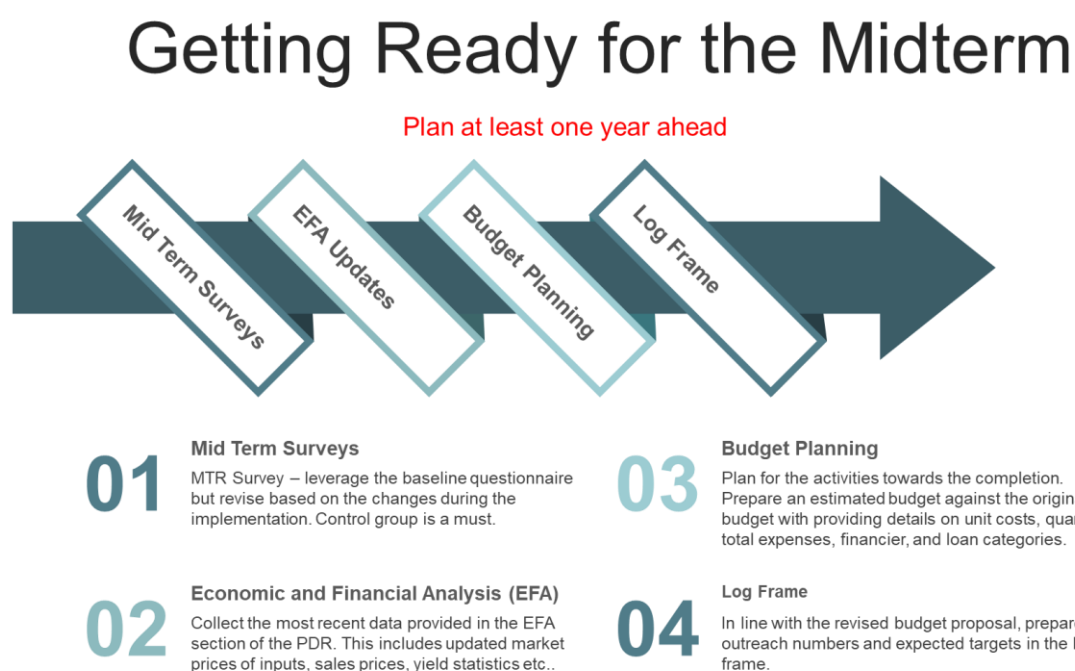 Getting Ready for the Midterm
Plan at least one year ahead
Mid Term Surveys
EFA Updates
Budget Planning
Log Frame
01
Mid Term Surveys
MTR Survey – leverage the baseline questionnaire
but revise based on the changes during the
implementation. Control group is a must.
02
Economic and Financial Analysis (EFA)
Collect the most recent data provided in the EFA
section of the PDR. This includes updated market
prices of inputs, sales prices, yield statistics etc..
03
Budget Planning
Plan for the activities towards the completion.
Prepare an estimated budget against the
budget with providing details on unit costs,
total expenses, financier, and loan categories.
04
Log Frame
In line with the revised budget proposal,
outreach numbers and expected targets in the
frame.